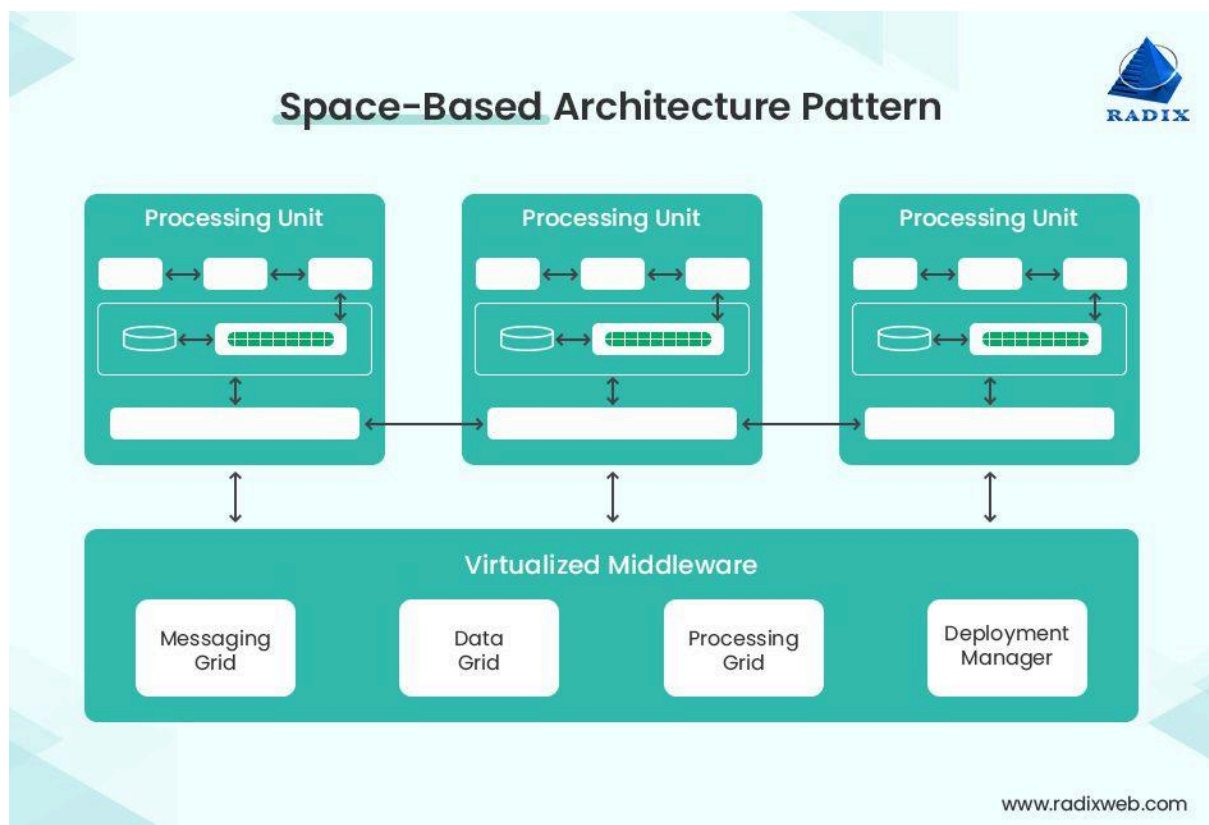 Space-Based Architecture Pattern
RADIX
Processing Unit
Processing Unit
Processing Unit
Virtualized Middleware
Messaging
Grid
Data
Grid
Processing
Grid
Deployment
Manager
www.radixweb.com